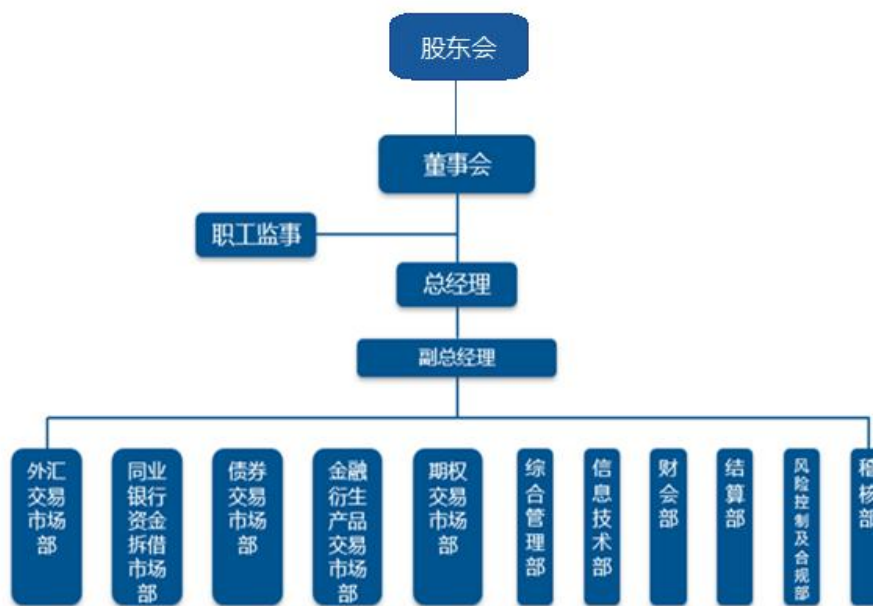 股东会
董事会
职工监事
总经理
副总经理
外汇
交易
市场
部
同业
银行
资金
拆借
市场
部
债券
交易
市场
部
金融
衍生
产品
交易
市场
部
期权
交易
市场
部
综合管理部
信息技术部
财会部
结算部
风险控制及合规部
稽核部